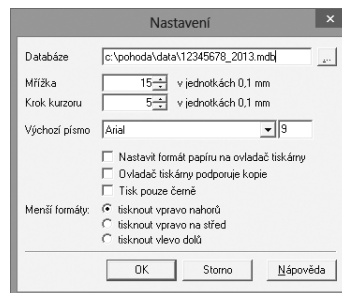 Nastavení
Databáze c:\pohoda\data\12345678_2013.mdb ...
Mřížka 15 v jednotkách 0,1 mm
Krok kurzoru 5 v jednotkách 0,1 mm
Výchozí písmo Arial 9
Nastavit formát papíru na ovladač tiskárny
Ovladač tiskárny podporuje kopie
Tisk pouze černě
Menší formáty: tisknout vpravo nahorů
tisknout vpravo na střed
tisknout vlevo dolů
OK Storno Nápověda